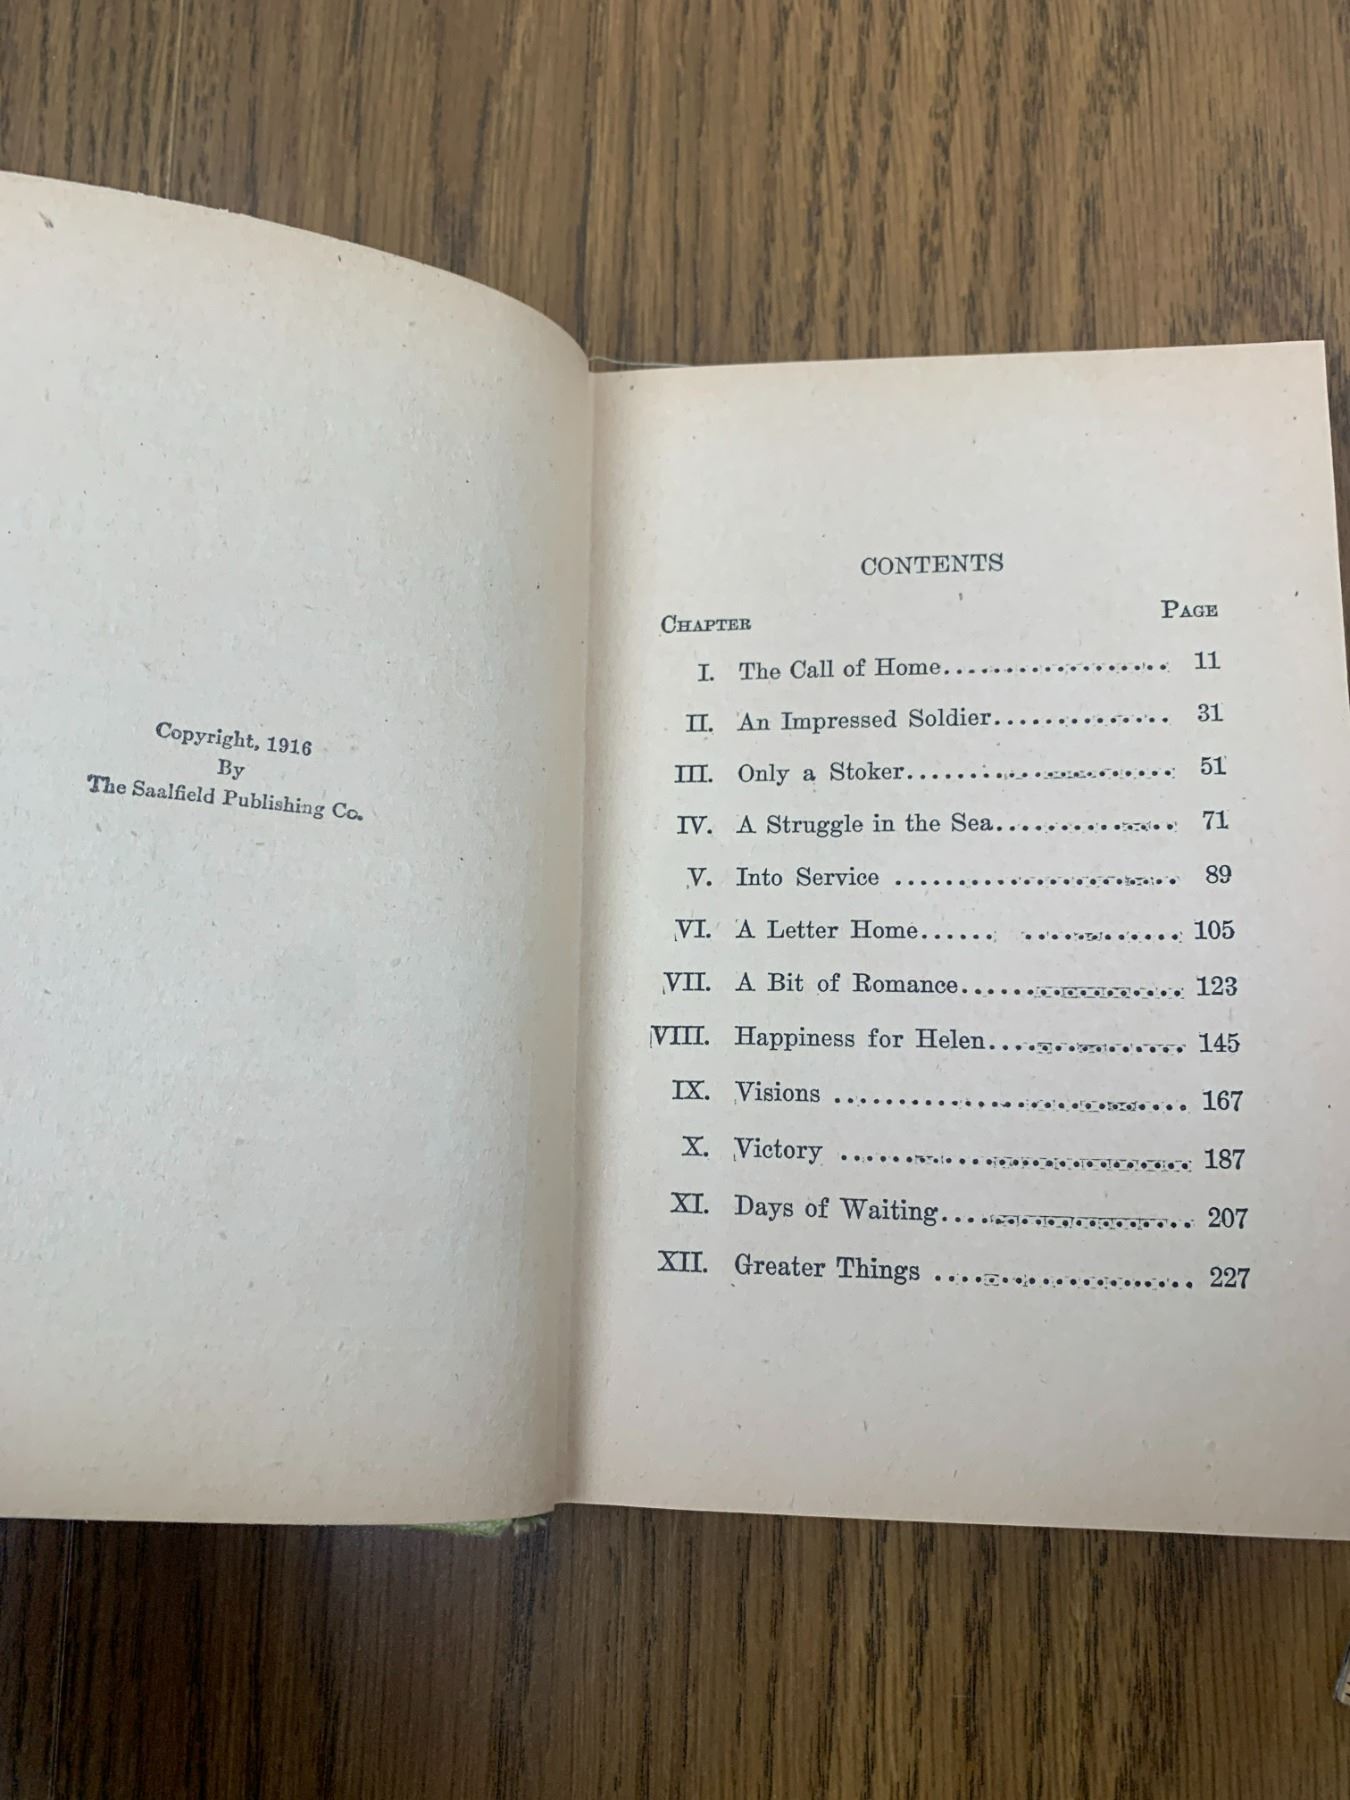 Copyright, 1916
By
The Saalfield Publishing Co.
CONTENTS
CHAPTER PAGE
I. The Call of Home.................. 11
II. An Impressed Soldier.............. 31
III. Only a Stoker..................... 51
IV. A Struggle in the Sea.............. 71
V. Into Service ...................... 89
VI. A Letter Home...... ............ 105
VII. A Bit of Romance................. 123
VIII. Happiness for Helen............... 145
IX. Visions ........................... 167
X. Victory ........................... 187
XI. Days of Waiting................... 207
XII. Greater Things .................... 227